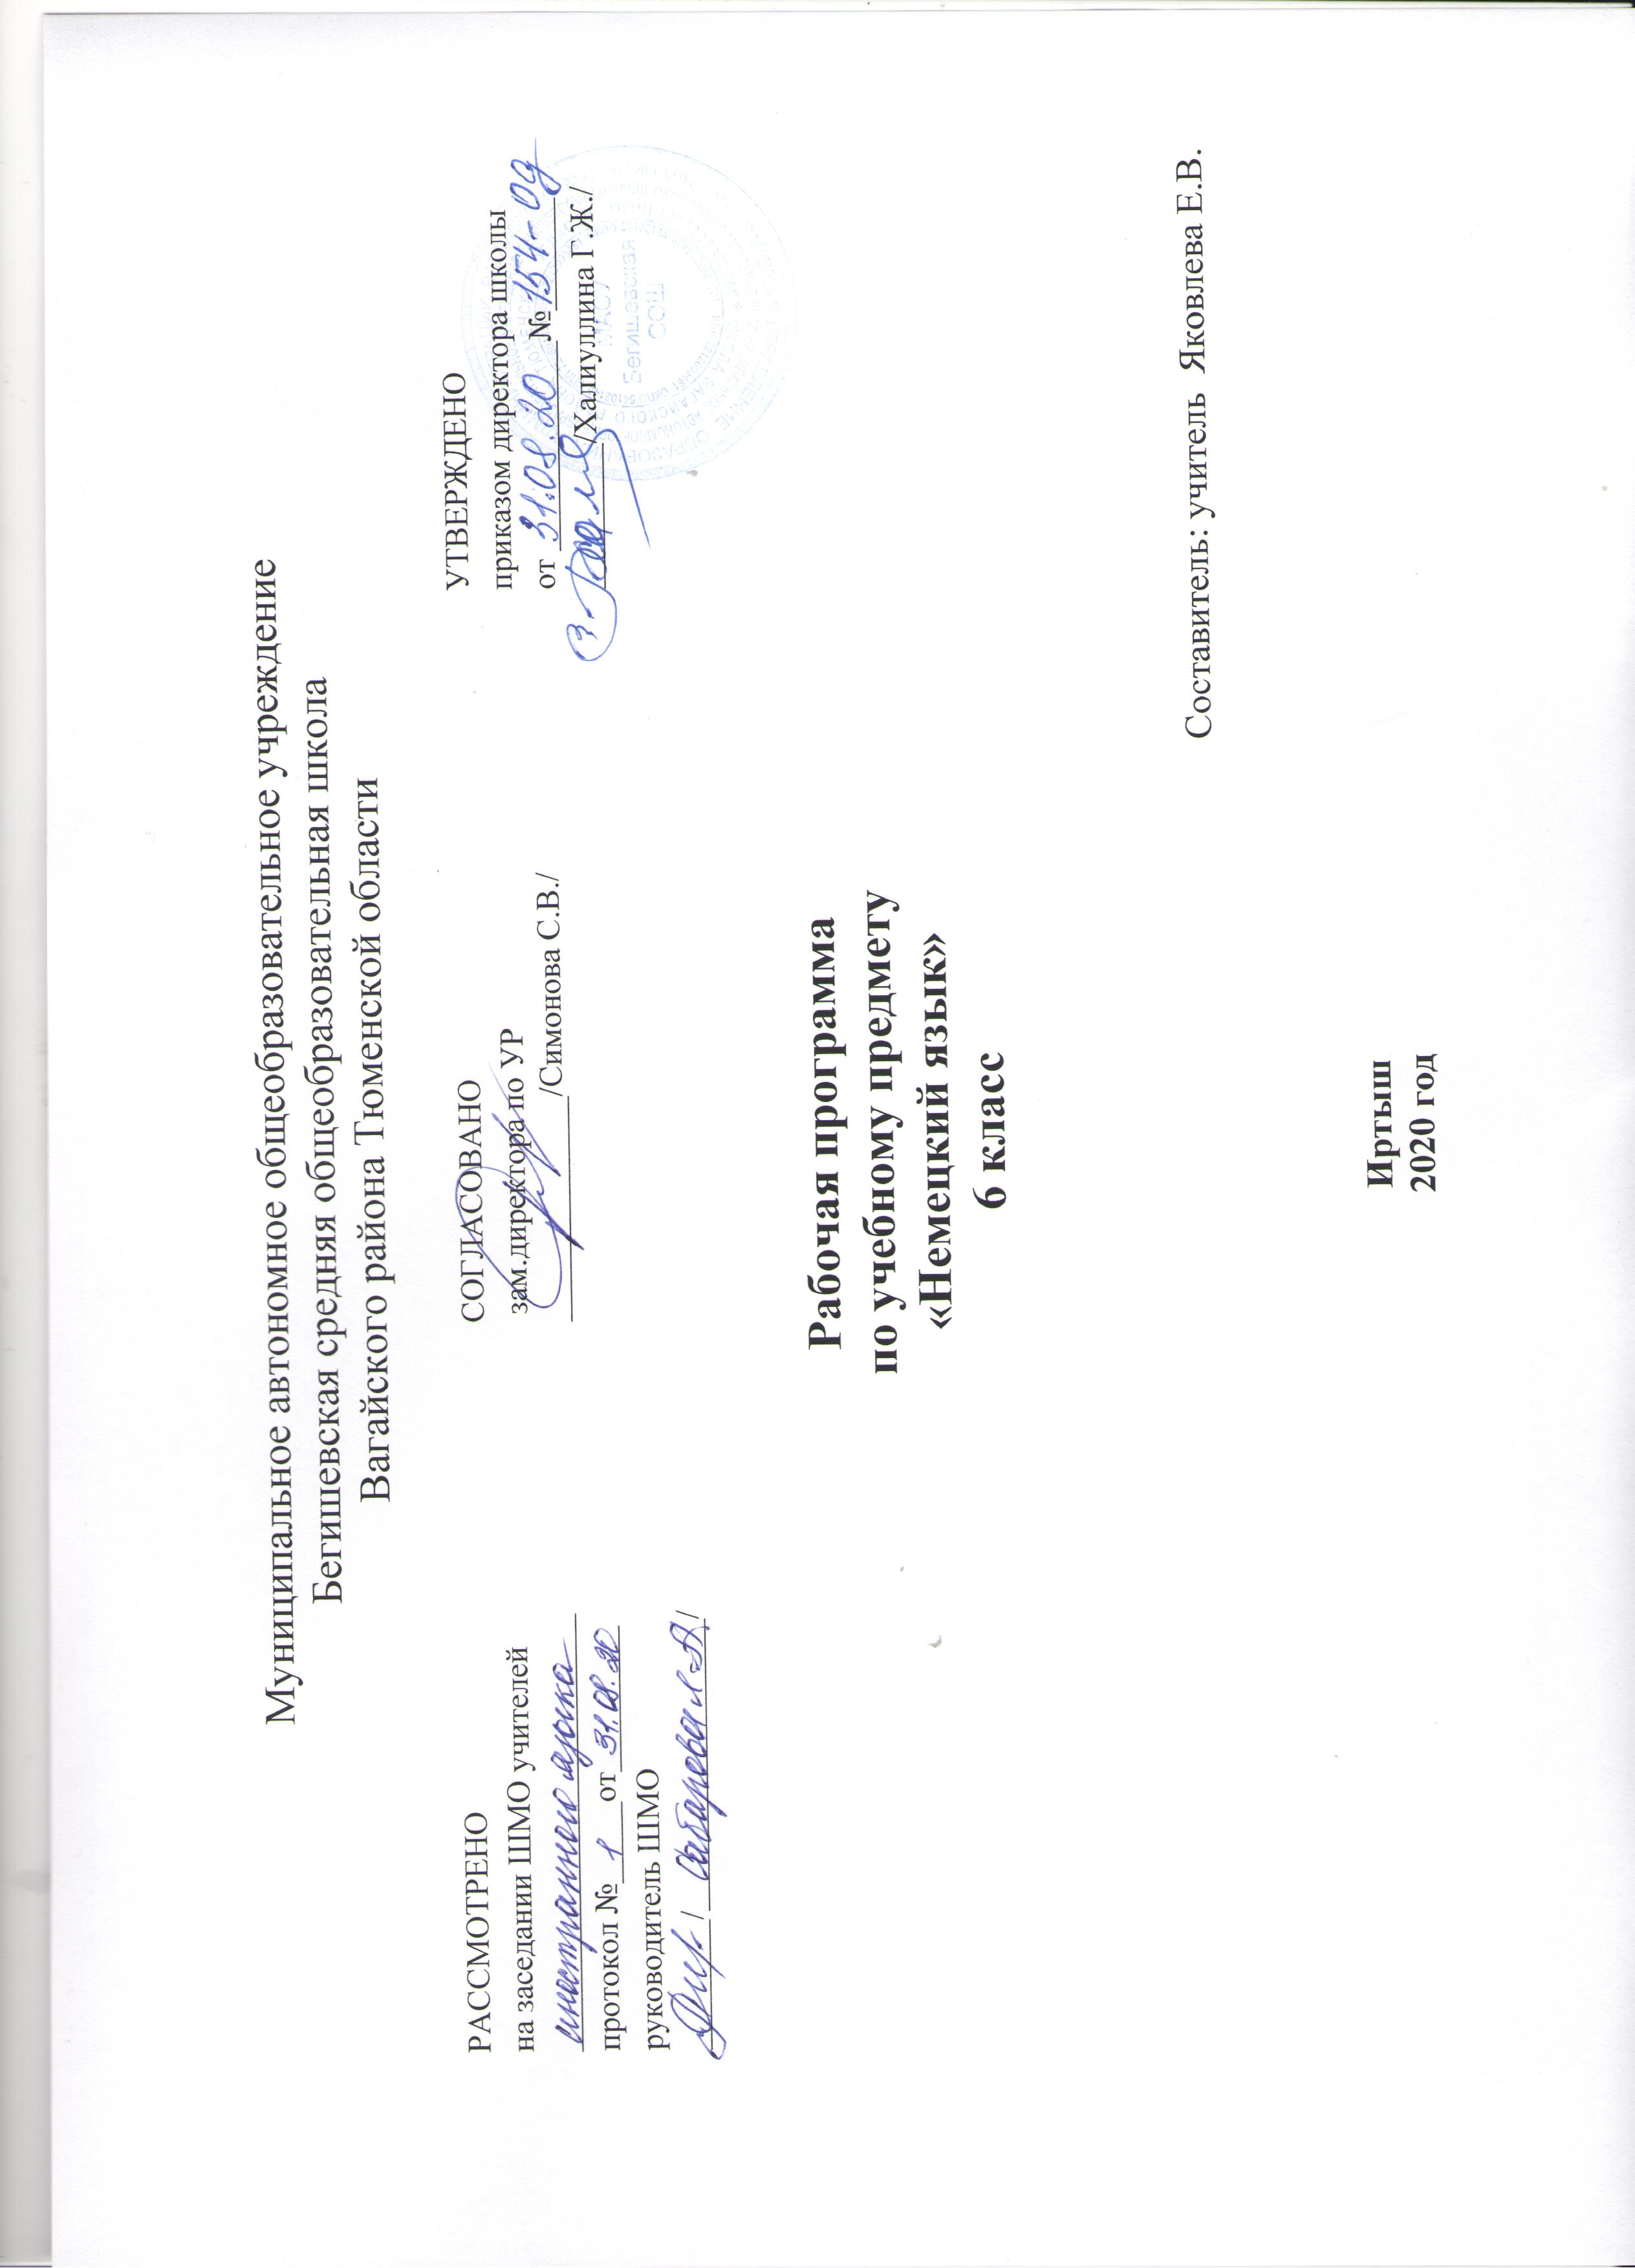 Муниципальное автономное общеобразовательное учреждение
Бегишевская средняя общеобразовательная школа
Вагайского района Тюменской области
РАССМОТРЕНО
на заседании ШМО учителей
иностранного языка
протокол № 1 от 31.08.20
руководитель ШМО
/ /
СОГЛАСОВАНО
зам.директора по УР
/Симонова С.В./
УТВЕРЖДЕНО
приказом директора школы
от 31.08.20 № 154-од
/Халиуллина Г.Ж./
МАОУ
Бегишевская
СОШ
Рабочая программа
по учебному предмету
«Немецкий язык»
6 класс
Составитель: учитель Яковлева Е.В.
Иртыш
2020 год